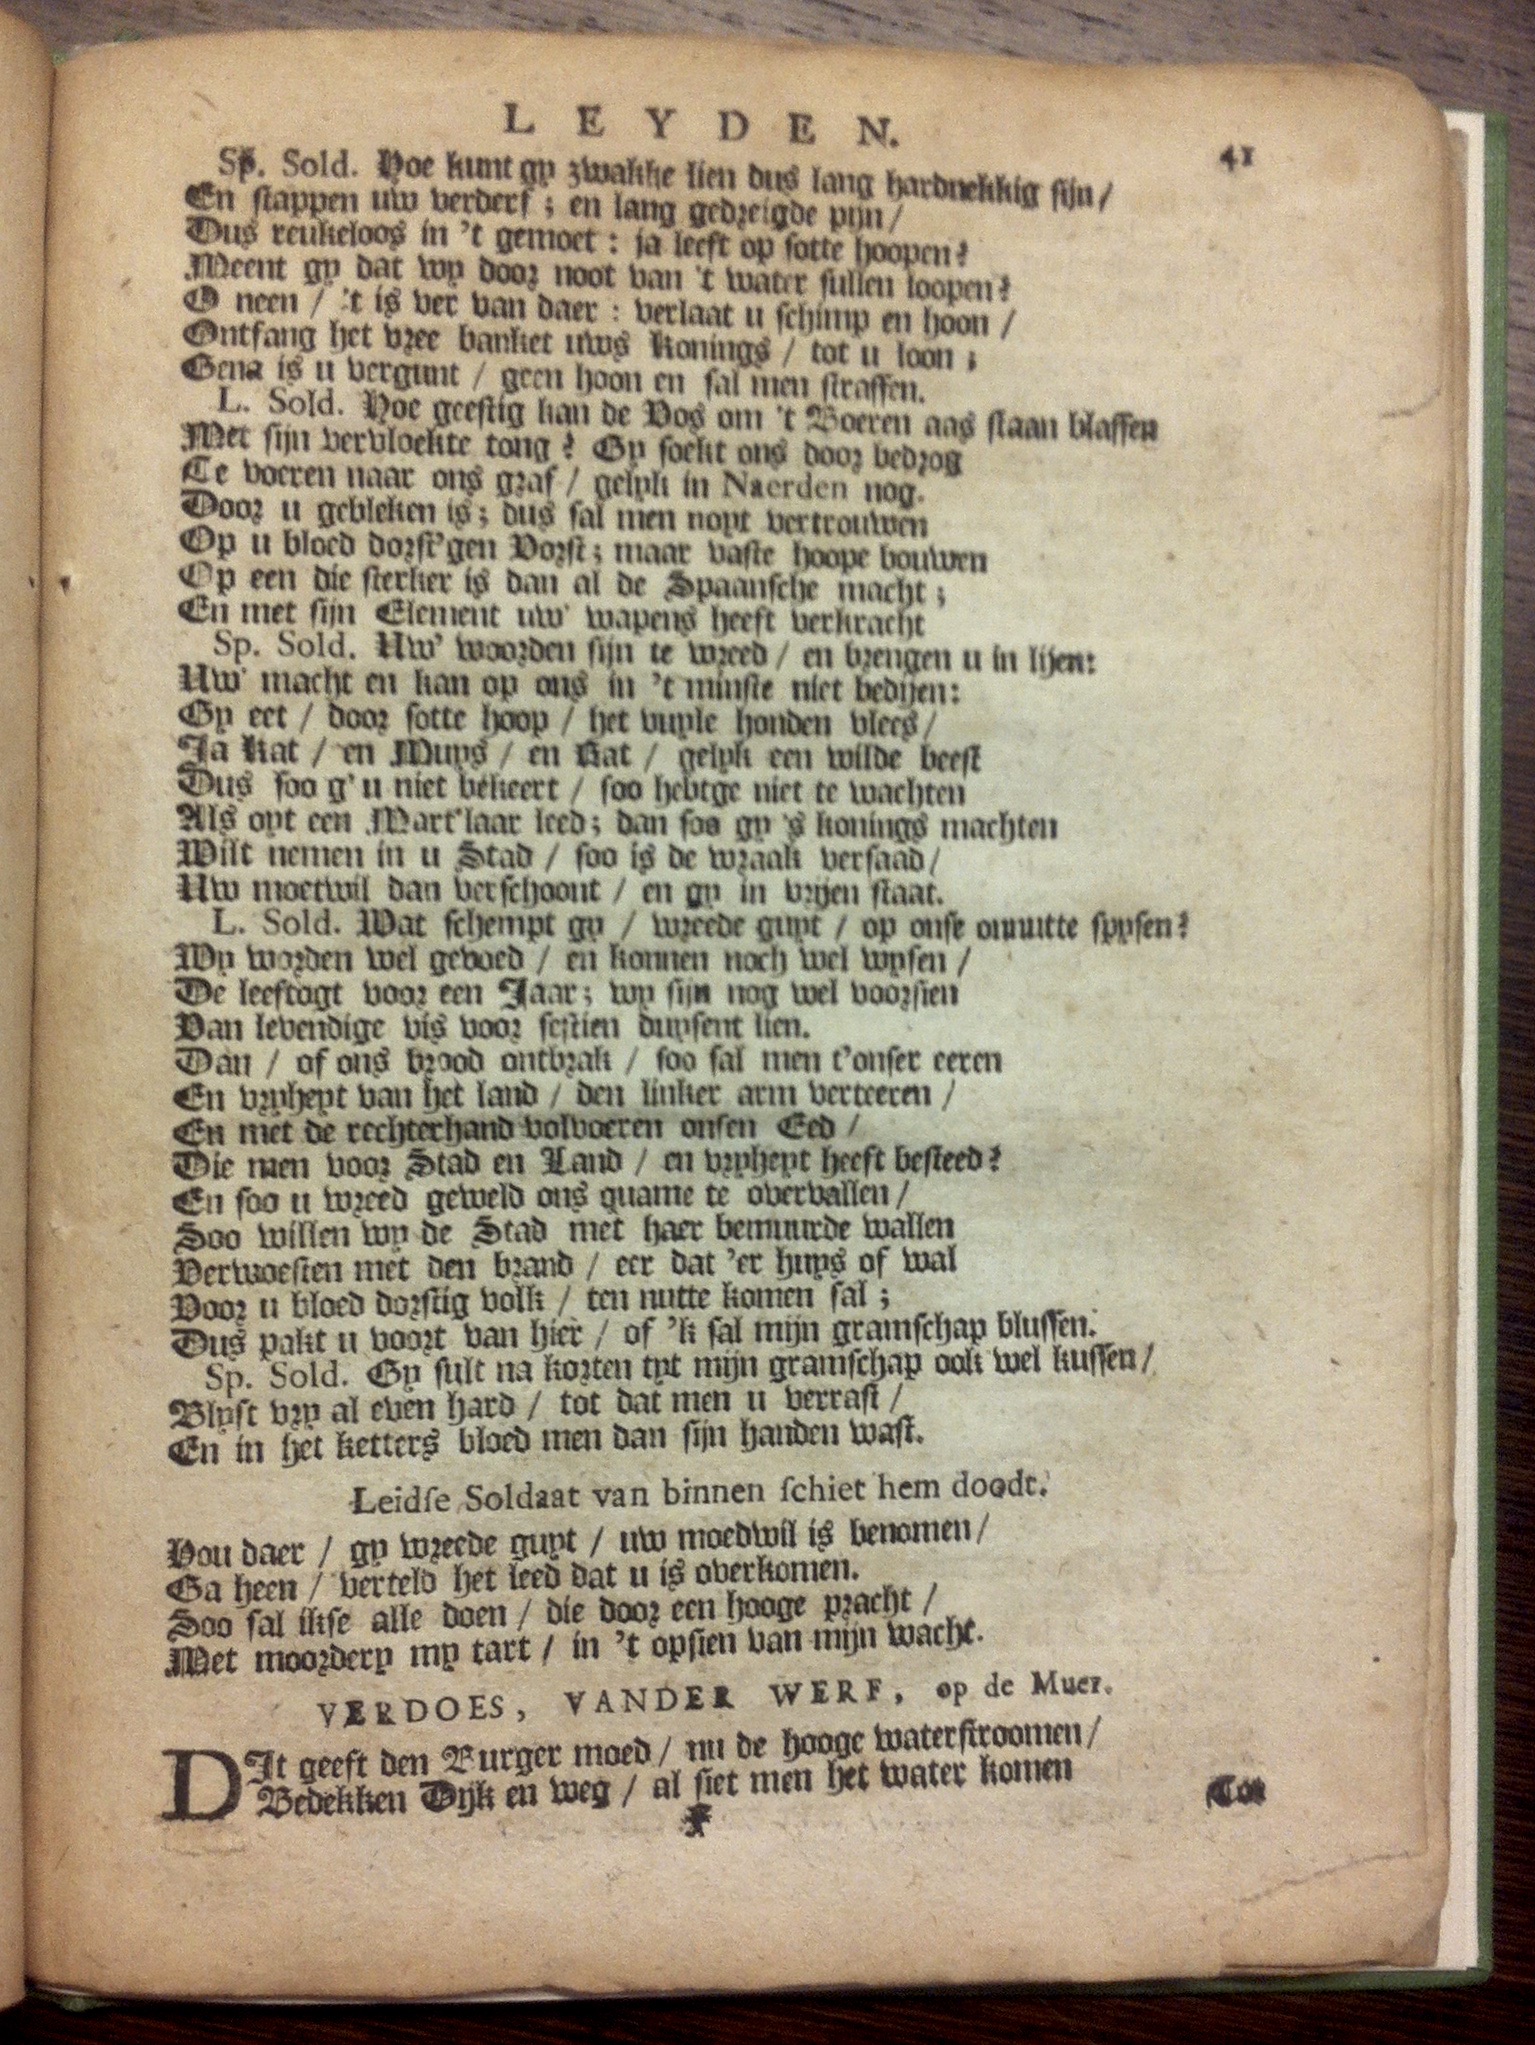 LEYDEN. 41
Sp. Sold. Hoe kunt gy zwakke lien dus lang hardnekkig sijn /
En stappen uw verderf ; en lang gedreigde pijn /
Dus reukeloos in 't gemoet : ja leeft op sotte hoopen?
Meent gy dat wy door noot van 't water sullen loopen?
O neen / 't is ver van daer : verlaat u schimp en hoon /
Ontfang het vree banket uws Konings / tot u loon ;
Gena is u vergunt / geen hoon en sal men straffen.
L. Sold. Hoe geestig kan de Vos om 't Boeren aas staan blaffen
Met sijn vervloekte tong? Gy soekt ons door bedrog
Te voeren naar ons graf / gelyk in Naerden nog.
Door u gebleken is ; dus sal men noyt vertrouwen
Op u bloed dorst'gen Vorst ; maar vaste hoope bouwen
Op een die sterker is dan al de Spaansche macht ;
En met sijn Element uw' wapens heeft verkracht
Sp. Sold. Uw' woorden sijn te wreed / en brengen u in lijen:
Uw' macht en kan op ons in 't minste niet bedijen:
Gy eet / door sotte hoop / het vuyle honden vlees /
Ja Kat / en Muys / en Rat / gelyk een wilde beest
Dus soo g' u niet bekeert / soo hebtge niet te wachten
Als oyt een Mart'laar leed ; dan soo gy 's konings machten
Wilt nemen in u Stad / soo is de wraak versaad /
Uw moetwil dan verschoont / en gy in vrijen staat.
L. Sold. Wat schempt gy / wreede guyt / op onse onnutte spysen?
Wy worden wel gevoed / en konnen noch wel wysen /
De leeftogt voor een Jaar ; wy sijn nog wel voorsien
Van levendige vis voor sestien duysent lien.
Dan / of ons brood ontbrak / soo sal men t'onser eeren
En vryheyt van het land / den linker arm verteeren /
En met de rechterhand volvoeren onsen Eed /
Die men voor Stad en Land / en vryheyt heeft besteed?
En soo u wreed geweld ons quame te overvallen /
Soo willen wy de Stad met haer bemuurde wallen
Verwoesten met den brand / eer dat 'er huys of wal
Voor u bloed dorstig volk / ten nutte komen sal ;
Dus pakt u voort van hier / of 'k sal mijn gramschap blussen.
Sp. Sold. Gy sult na korten tyt mijn gramschap ook wel kussen /
Blyft vry al even hard / tot dat men u verrast /
En in het ketters bloed men dan sijn handen wast.
Leidse Soldaat van binnen schiet hem doodt.
Hou daer / gy wreede guyt / uw moedwil is benomen /
Ga heen / verteld het leed dat u is overkomen.
Soo sal ikse alle doen / die door een hooge pracht /
Met moordery my tart / in 't opsien van mijn wacht.
VERDOES, VANDER WERF, op de Muer.
DIt geeft den Burger moed / nu de hooge waterstroomen /
Bedekken Dijk en weg / al siet men het water komen
Tot